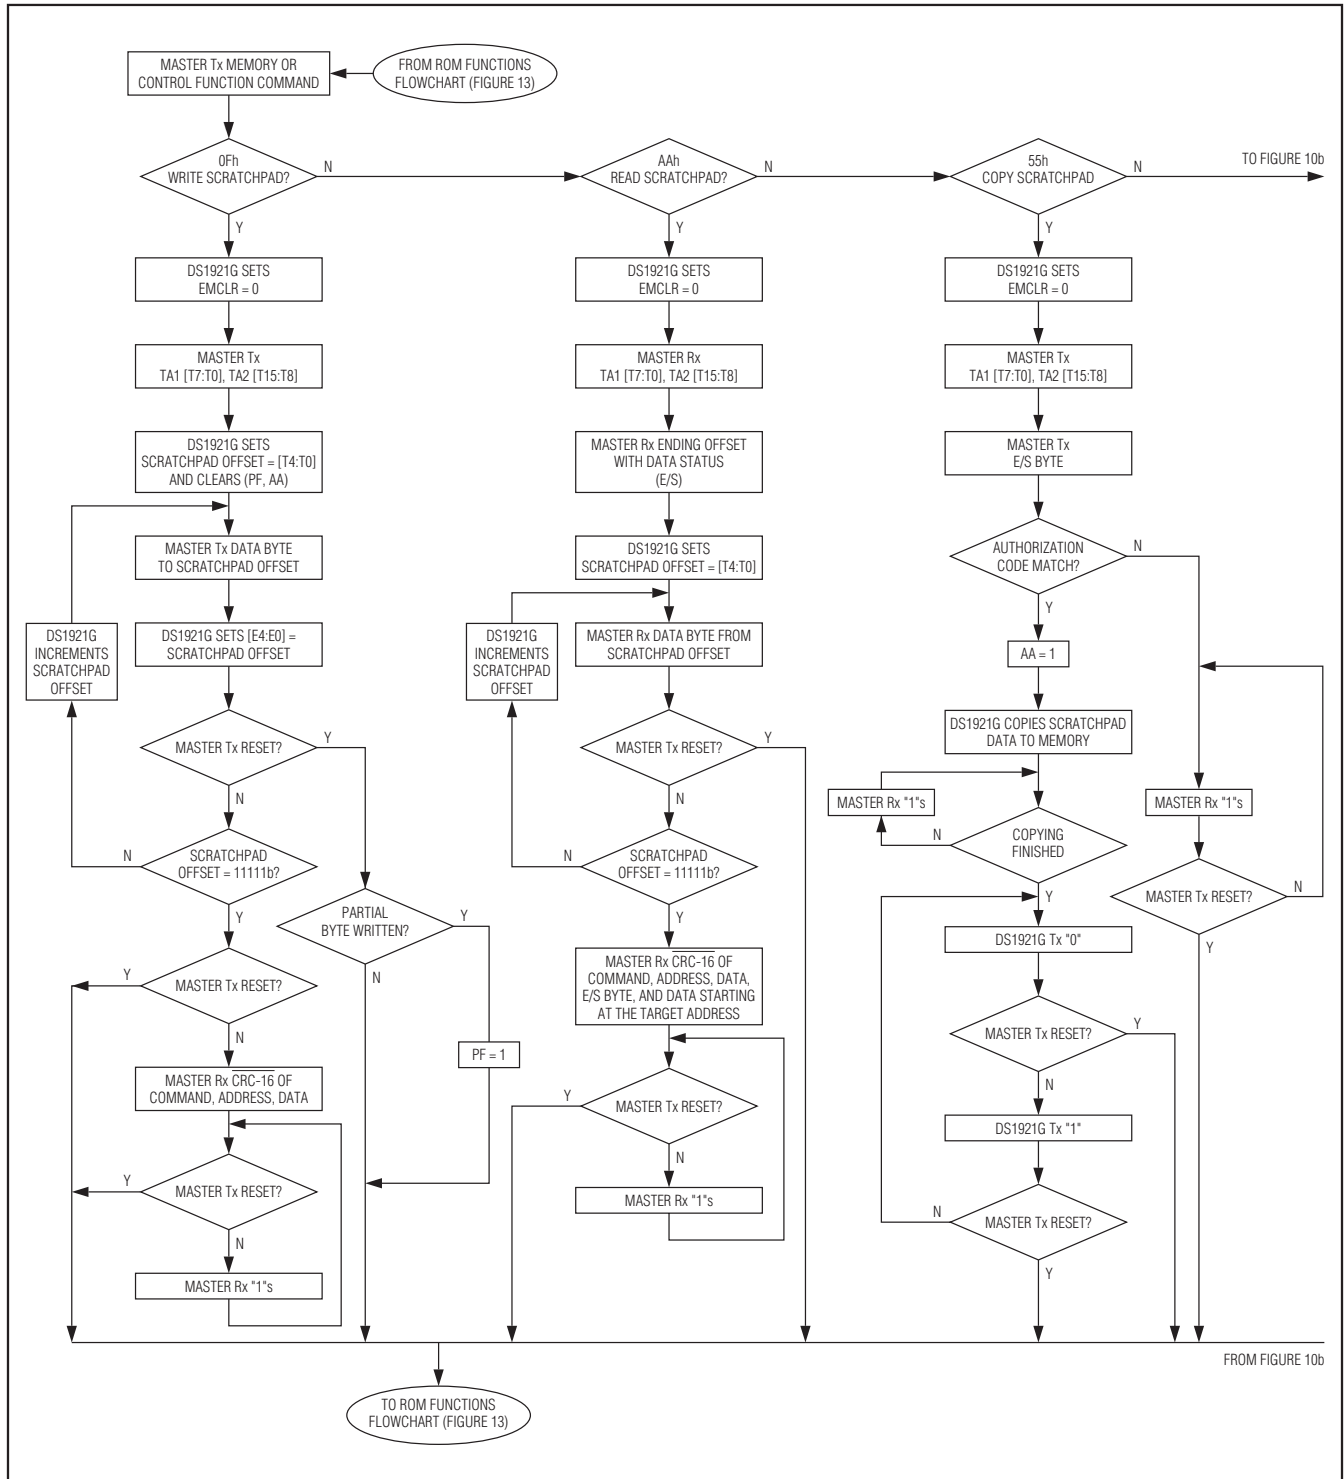 MASTER Tx MEMORY OR
CONTROL FUNCTION COMMAND
FROM ROM FUNCTIONS
FLOWCHART (FIGURE 13)
0Fh
WRITE SCRATCHPAD?
N
Y
AAh
READ SCRATCHPAD?
N
Y
55h
COPY SCRATCHPAD
N
Y
TO FIGURE 10b
DS1921G SETS
EMCLR = 0
MASTER Tx
TA1 [T7:T0], TA2 [T15:T8]
DS1921G SETS
SCRATCHPAD OFFSET = [T4:T0]
AND CLEARS (PF, AA)
MASTER Tx DATA BYTE
TO SCRATCHPAD OFFSET
DS1921G
INCREMENTS
SCRATCHPAD
OFFSET
DS1921G SETS [E4:E0] =
SCRATCHPAD OFFSET
MASTER Tx RESET?
Y
N
SCRATCHPAD
OFFSET = 11111b?
N
Y
PARTIAL
BYTE WRITTEN?
Y
N
PF = 1
MASTER Tx RESET?
Y
N
MASTER Rx CRC-16 OF
COMMAND, ADDRESS, DATA
MASTER Tx RESET?
Y
N
MASTER Rx "1"s
DS1921G SETS
EMCLR = 0
MASTER Rx
TA1 [T7:T0], TA2 [T15:T8]
MASTER Rx ENDING OFFSET
WITH DATA STATUS
(E/S)
DS1921G SETS
SCRATCHPAD OFFSET = [T4:T0]
DS1921G
INCREMENTS
SCRATCHPAD
OFFSET
MASTER Rx DATA BYTE FROM
SCRATCHPAD OFFSET
MASTER Tx RESET?
Y
N
SCRATCHPAD
OFFSET = 11111b?
N
Y
MASTER Rx CRC-16 OF
COMMAND, ADDRESS, DATA,
E/S BYTE, AND DATA STARTING
AT THE TARGET ADDRESS
MASTER Tx RESET?
Y
N
MASTER Rx "1"s
DS1921G SETS
EMCLR = 0
MASTER Tx
TA1 [T7:T0], TA2 [T15:T8]
MASTER Tx
E/S BYTE
AUTHORIZATION
CODE MATCH?
N
Y
AA = 1
DS1921G COPIES SCRATCHPAD
DATA TO MEMORY
MASTER Rx "1"s
COPYING
FINISHED
N
Y
DS1921G Tx "0"
MASTER Tx RESET?
Y
N
DS1921G Tx "1"
MASTER Tx RESET?
N
Y
MASTER Rx "1"s
MASTER Tx RESET?
N
Y
FROM FIGURE 10b
TO ROM FUNCTIONS
FLOWCHART (FIGURE 13)